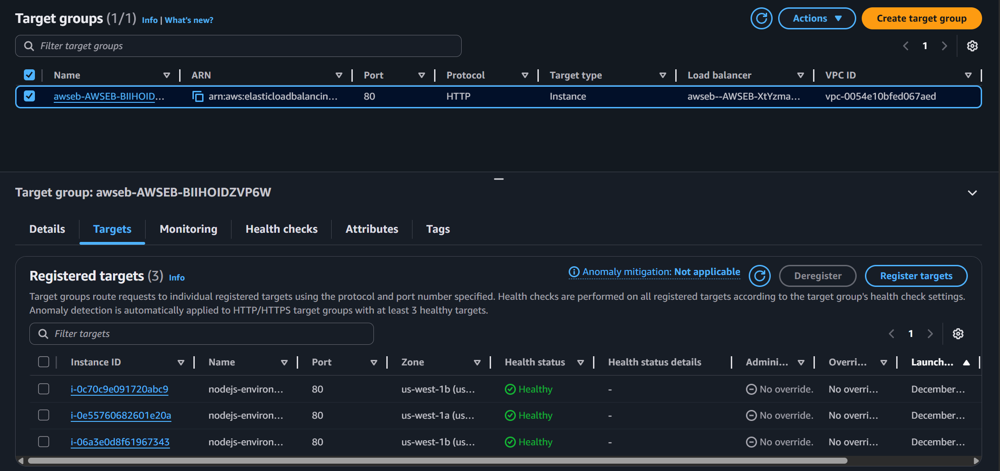 Target groups (1/1) Info | What's new?
Actions
Create target group
Filter target groups
1
Name ARN Port Protocol Target type Load balancer VPC ID
awseb-AWSEB-BIIHOID... arn:aws:elasticloadbalancin... 80 HTTP Instance awseb--AWSEB-XtYzma... vpc-0054e10bfed067aed
Target group: awseb-AWSEB-BIIHOIDZVP6W
Details Targets Monitoring Health checks Attributes Tags
Registered targets (3) Info
Anomaly mitigation: Not applicable
Deregister
Register targets
Target groups route requests to individual registered targets using the protocol and port number specified. Health checks are performed on all registered targets according to the target group's health check settings.
Anomaly detection is automatically applied to HTTP/HTTPS target groups with at least 3 healthy targets.
Filter targets
1
Instance ID Name Port Zone Health status Health status details Admini... Overri... Launch...
i-0c70c9e091720abc9 nodejs-environ... 80 us-west-1b (us... Healthy - No override. No overri... December...
i-0e55760682601e20a nodejs-environ... 80 us-west-1a (us... Healthy - No override. No overri... December...
i-06a3e0d8f61967343 nodejs-environ... 80 us-west-1b (us... Healthy - No override. No overri... December...